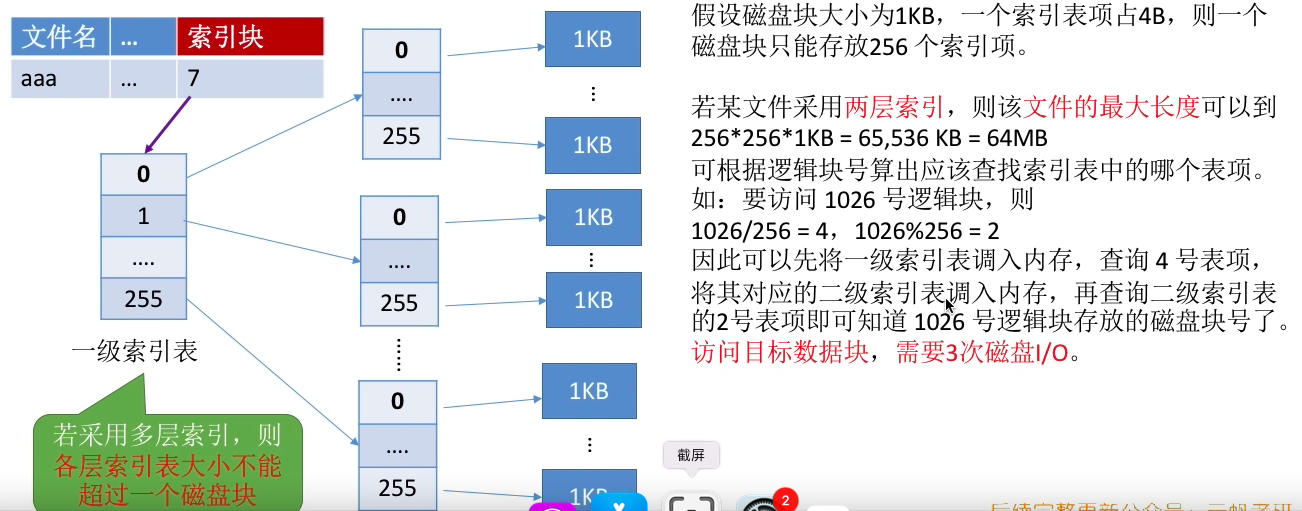 文件名 ... 索引块
aaa ... 7
0
1
....
255
一级索引表
若采用多层索引，则
各层索引表大小不能
超过一个磁盘块
0
....
255
0
....
255
0
....
255
1KB
1KB
1KB
1KB
1KB
1KB
假设磁盘块大小为1KB，一个索引表项占4B，则一个
磁盘块只能存放256 个索引项。
若某文件采用两层索引，则该文件的最大长度可以到
256*256*1KB = 65,536 KB = 64MB
可根据逻辑块号算出应该查找索引表中的哪个表项。
如：要访问 1026 号逻辑块，则
1026/256 = 4，1026%256 = 2
因此可以先将一级索引表调入内存，查询 4 号表项，
将其对应的二级索引表调入内存，再查询二级索引表
的2号表项即可知道 1026 号逻辑块存放的磁盘块号了。
访问目标数据块，需要3次磁盘I/O。
截屏
2